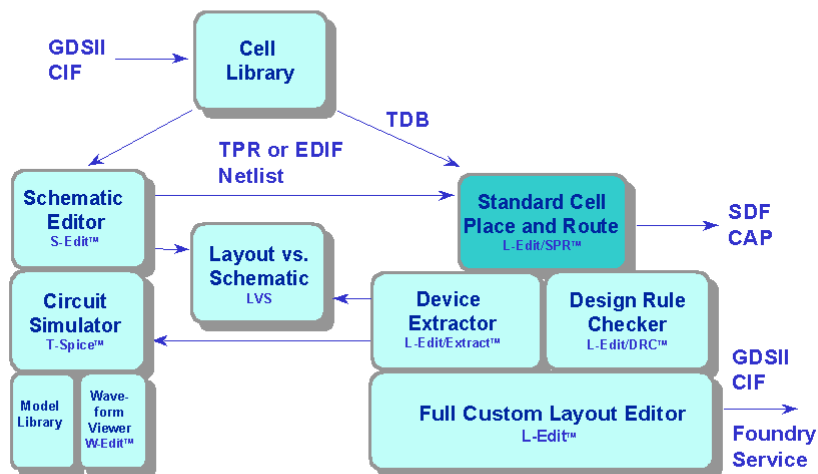 GDSII
CIF
Cell
Library
TDB
TPR or EDIF
Netlist
Schematic
Editor
S-Edit™
Standard Cell
Place and Route
L-Edit/SPR™
SDF
CAP
Layout vs.
Schematic
LVS
Circuit
Simulator
T-Spice™
Device
Extractor
L-Edit/Extract™
Design Rule
Checker
L-Edit/DRC™
GDSII
CIF
Model
Library
Wave-
form
Viewer
W-Edit™
Full Custom Layout Editor
L-Edit™
Foundry
Service